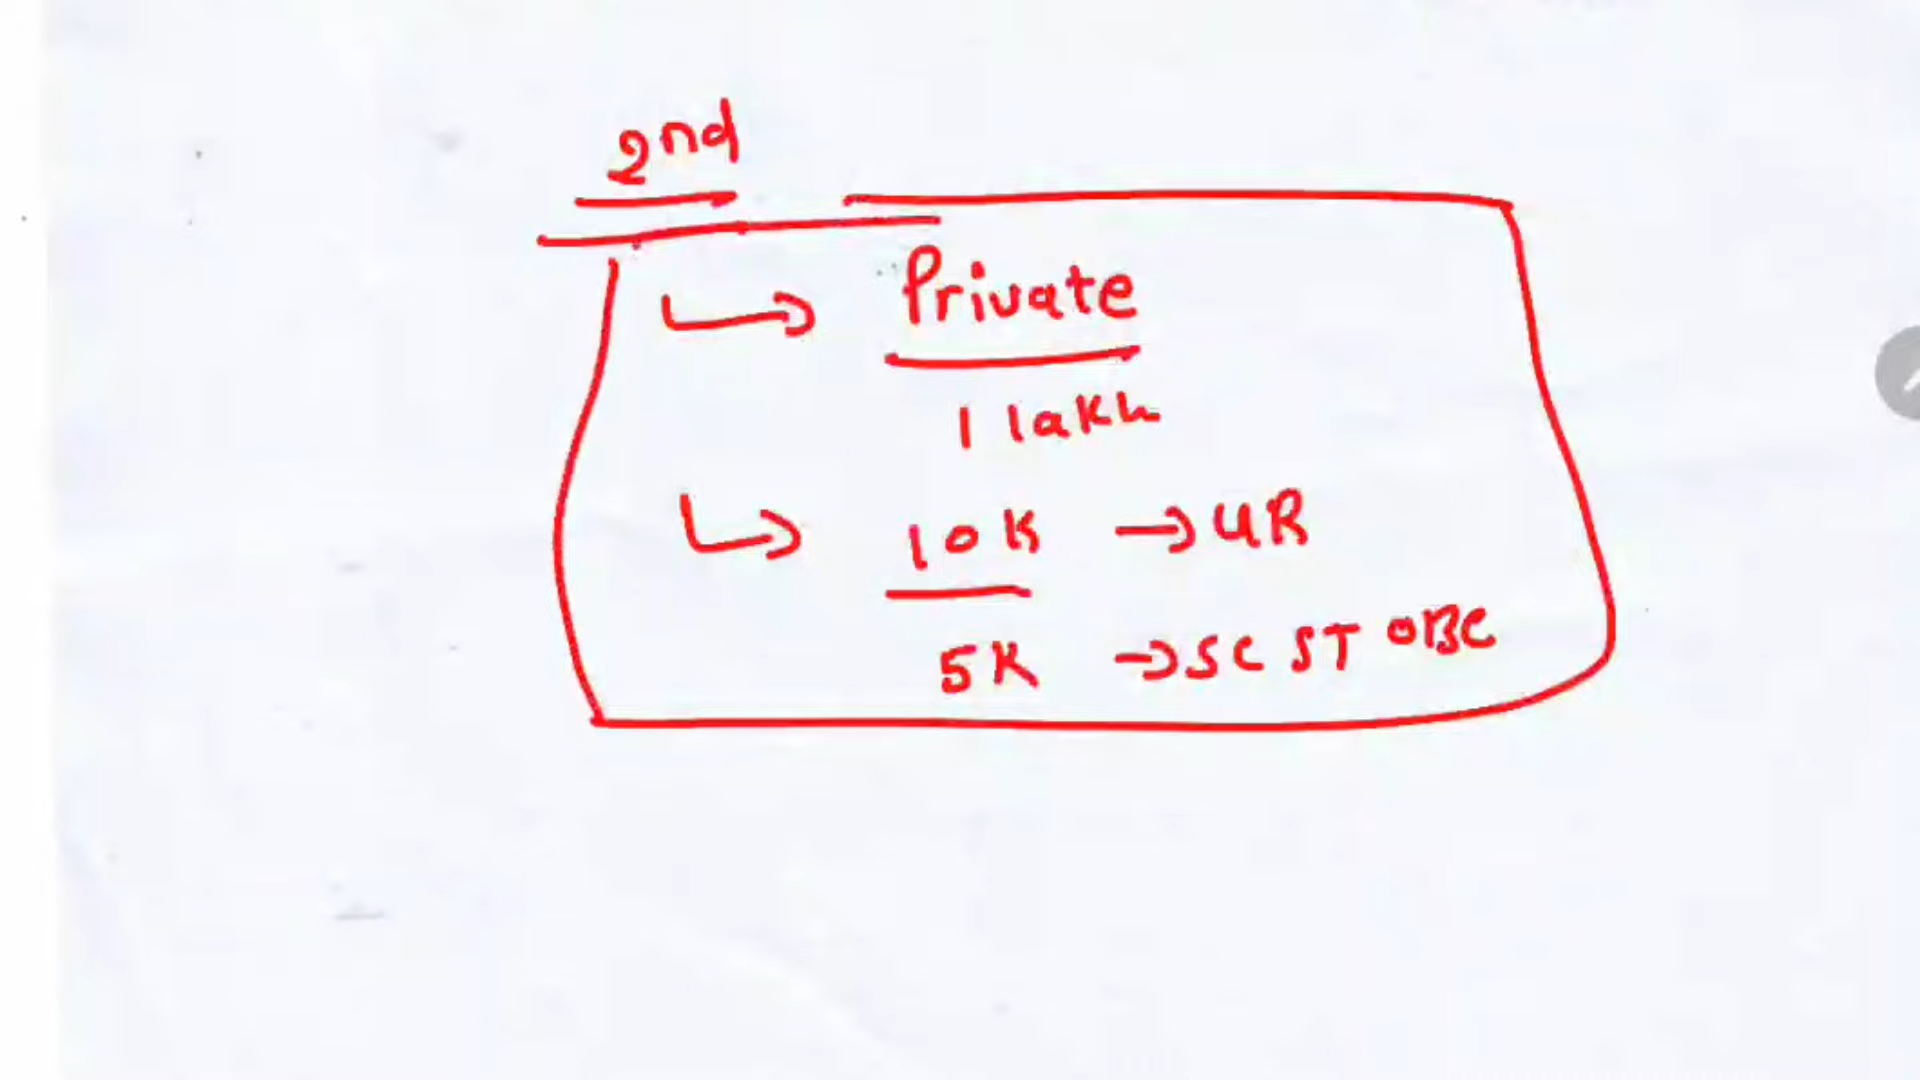 2nd
Private
1 lakh
10K → UR
5K → SC ST OBC